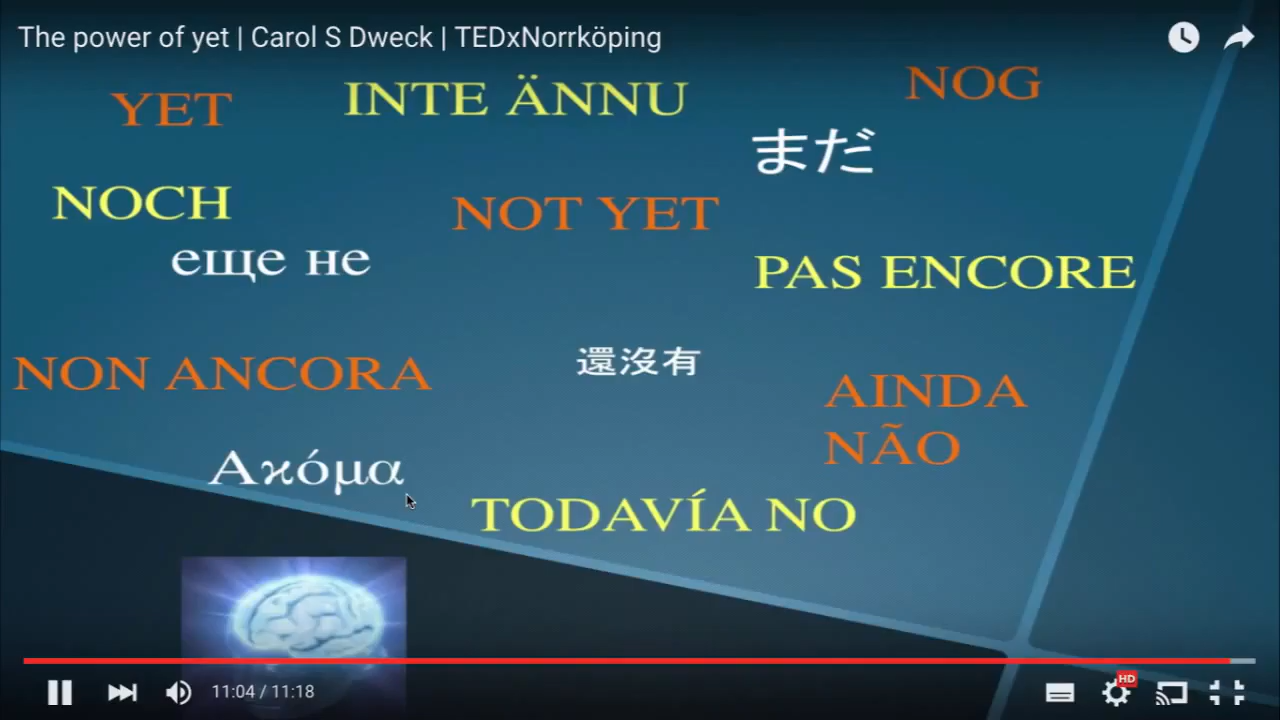 The power of yet | Carol S Dweck | TEDxNorrköping
YET
INTE ÄNNU
NOG
まだ
NOCH
NOT YET
еще не
PAS ENCORE
NON ANCORA
還沒有
AINDA
NÃO
Ακόμα
TODAVÍA NO
11:04 / 11:18
HD